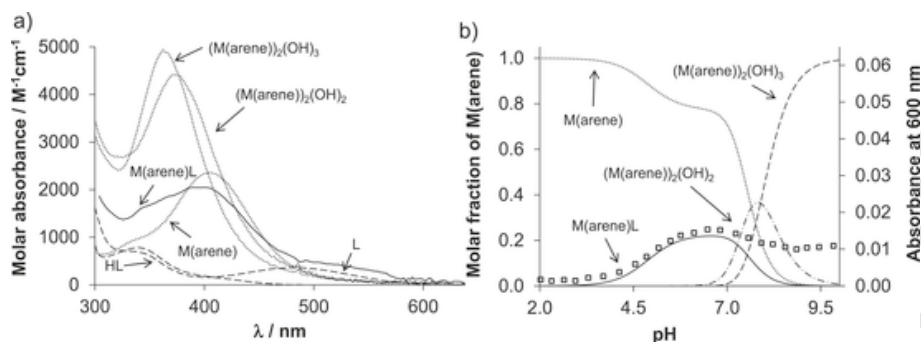 a)
5000
4000
3000
2000
1000
0
Molar absorbance / M⁻¹cm⁻¹
(M(arene))₂(OH)₃
(M(arene))₂(OH)₂
M(arene)L
M(arene)
L
HL
300
400
500
600
λ / nm
b)
1.0
0.8
0.6
0.4
0.2
0.0
Molar fraction of M(arene)
(M(arene))₂(OH)₃
M(arene)
(M(arene))₂(OH)₂
M(arene)L
0.06
0.05
0.04
0.03
0.02
0.01
0.00
Absorbance at 600 nm
2.0
4.5
7.0
9.5
pH